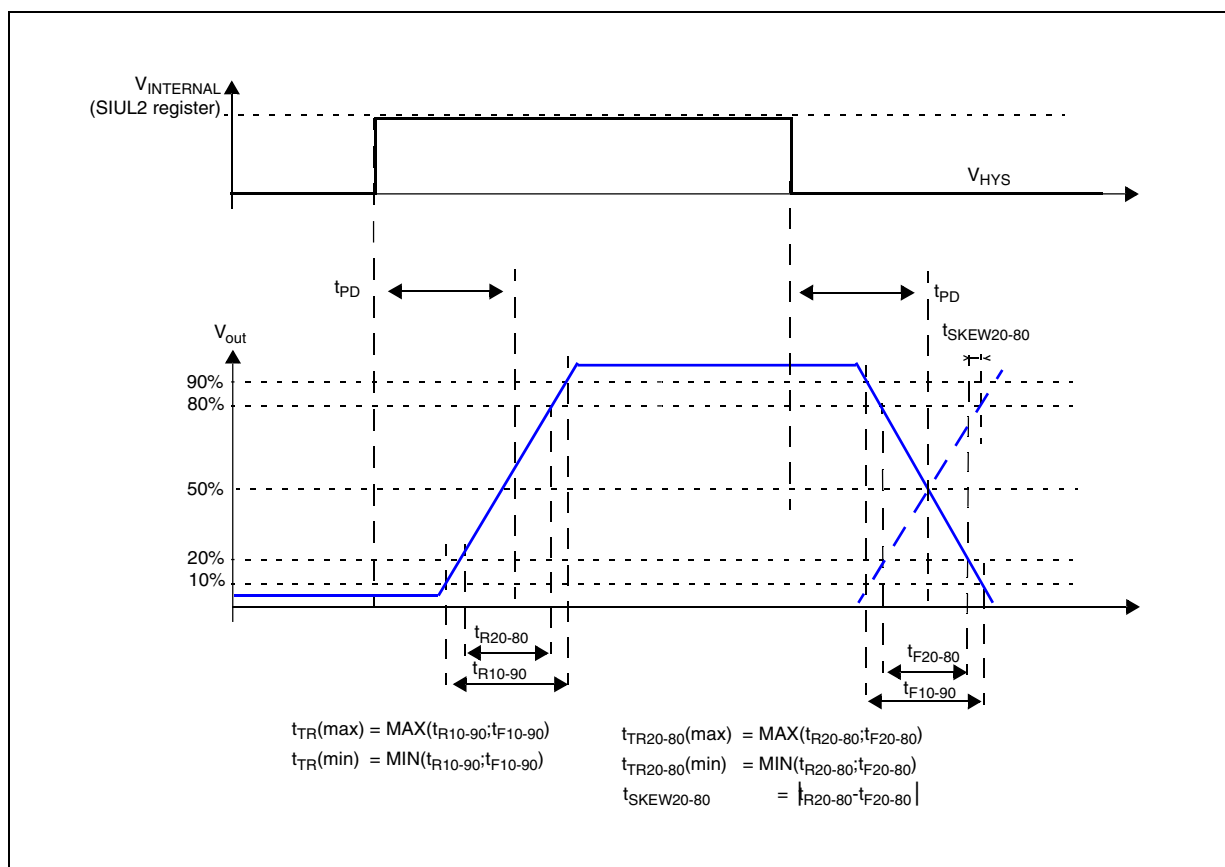 VINTERNAL
(SIUL2 register)
VHYS
tPD
tPD
tSKEW20-80
Vout
90%
80%
50%
20%
10%
tR20-80
tR10-90
tF20-80
tF10-90
tTR(max) = MAX(tR10-90;tF10-90)
tTR(min) = MIN(tR10-90;tF10-90)
tTR20-80(max) = MAX(tR20-80;tF20-80)
tTR20-80(min) = MIN(tR20-80;tF20-80)
tSKEW20-80 = |tR20-80-tF20-80|